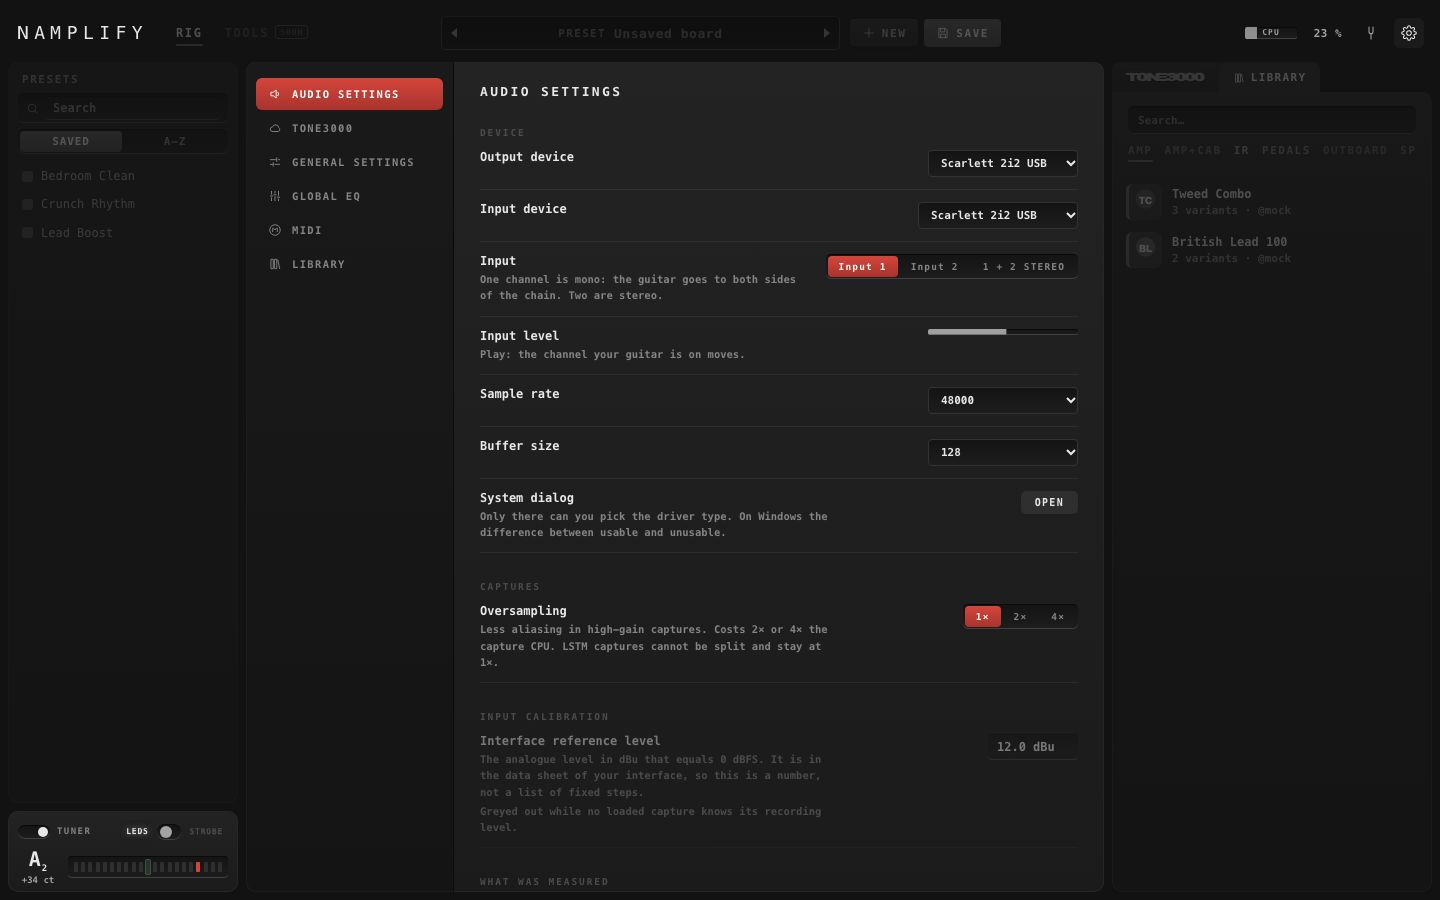 NAMPLIFY
RIG
TOOLS
PRESET Unsaved board
NEW
SAVE
CPU
23 %
PRESETS
Search
SAVED
A–Z
Bedroom Clean
Crunch Rhythm
Lead Boost
TUNER
LEDS
STROBE
A2
+34 ct
AUDIO SETTINGS
TONE3000
GENERAL SETTINGS
GLOBAL EQ
MIDI
LIBRARY
AUDIO SETTINGS
DEVICE
Output device
Scarlett 2i2 USB
Input device
Scarlett 2i2 USB
Input
Input 1
Input 2
1 + 2 STEREO
One channel is mono: the guitar goes to both sides
of the chain. Two are stereo.
Input level
Play: the channel your guitar is on moves.
Sample rate
48000
Buffer size
128
System dialog
OPEN
Only there can you pick the driver type. On Windows the
difference between usable and unusable.
CAPTURES
Oversampling
1×
2×
4×
Less aliasing in high–gain captures. Costs 2× or 4× the
capture CPU. LSTM captures cannot be split and stay at
1×.
INPUT CALIBRATION
Interface reference level
12.0 dBu
The analogue level in dBu that equals 0 dBFS. It is in
the data sheet of your interface, so this is a number,
not a list of fixed steps.
Greyed out while no loaded capture knows its recording
level.
WHAT WAS MEASURED
TONE3000
LIBRARY
Search…
AMP
AMP+CAB
IR
PEDALS
OUTBOARD
SP
TC
Tweed Combo
3 variants · @mock
BL
British Lead 100
2 variants · @mock